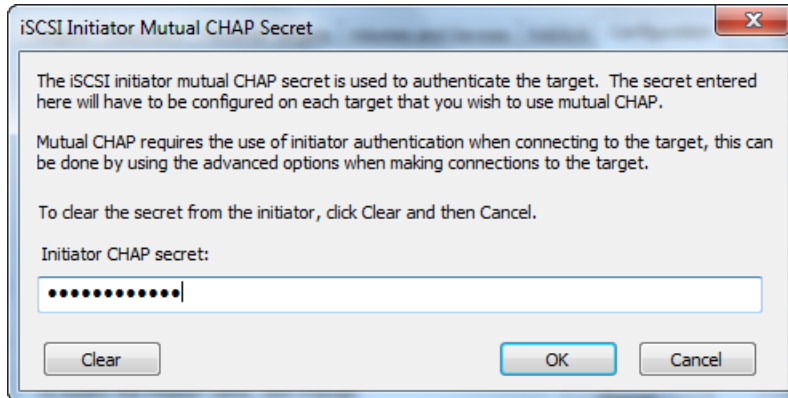 iSCSI Initiator Mutual CHAP Secret
The iSCSI initiator mutual CHAP secret is used to authenticate the target.  The secret entered
here will have to be configured on each target that you wish to use mutual CHAP.
Mutual CHAP requires the use of initiator authentication when connecting to the target, this can
be done by using the advanced options when making connections to the target.
To clear the secret from the initiator, click Clear and then Cancel.
Initiator CHAP secret:
●●●●●●●●●●●●
Clear OK Cancel